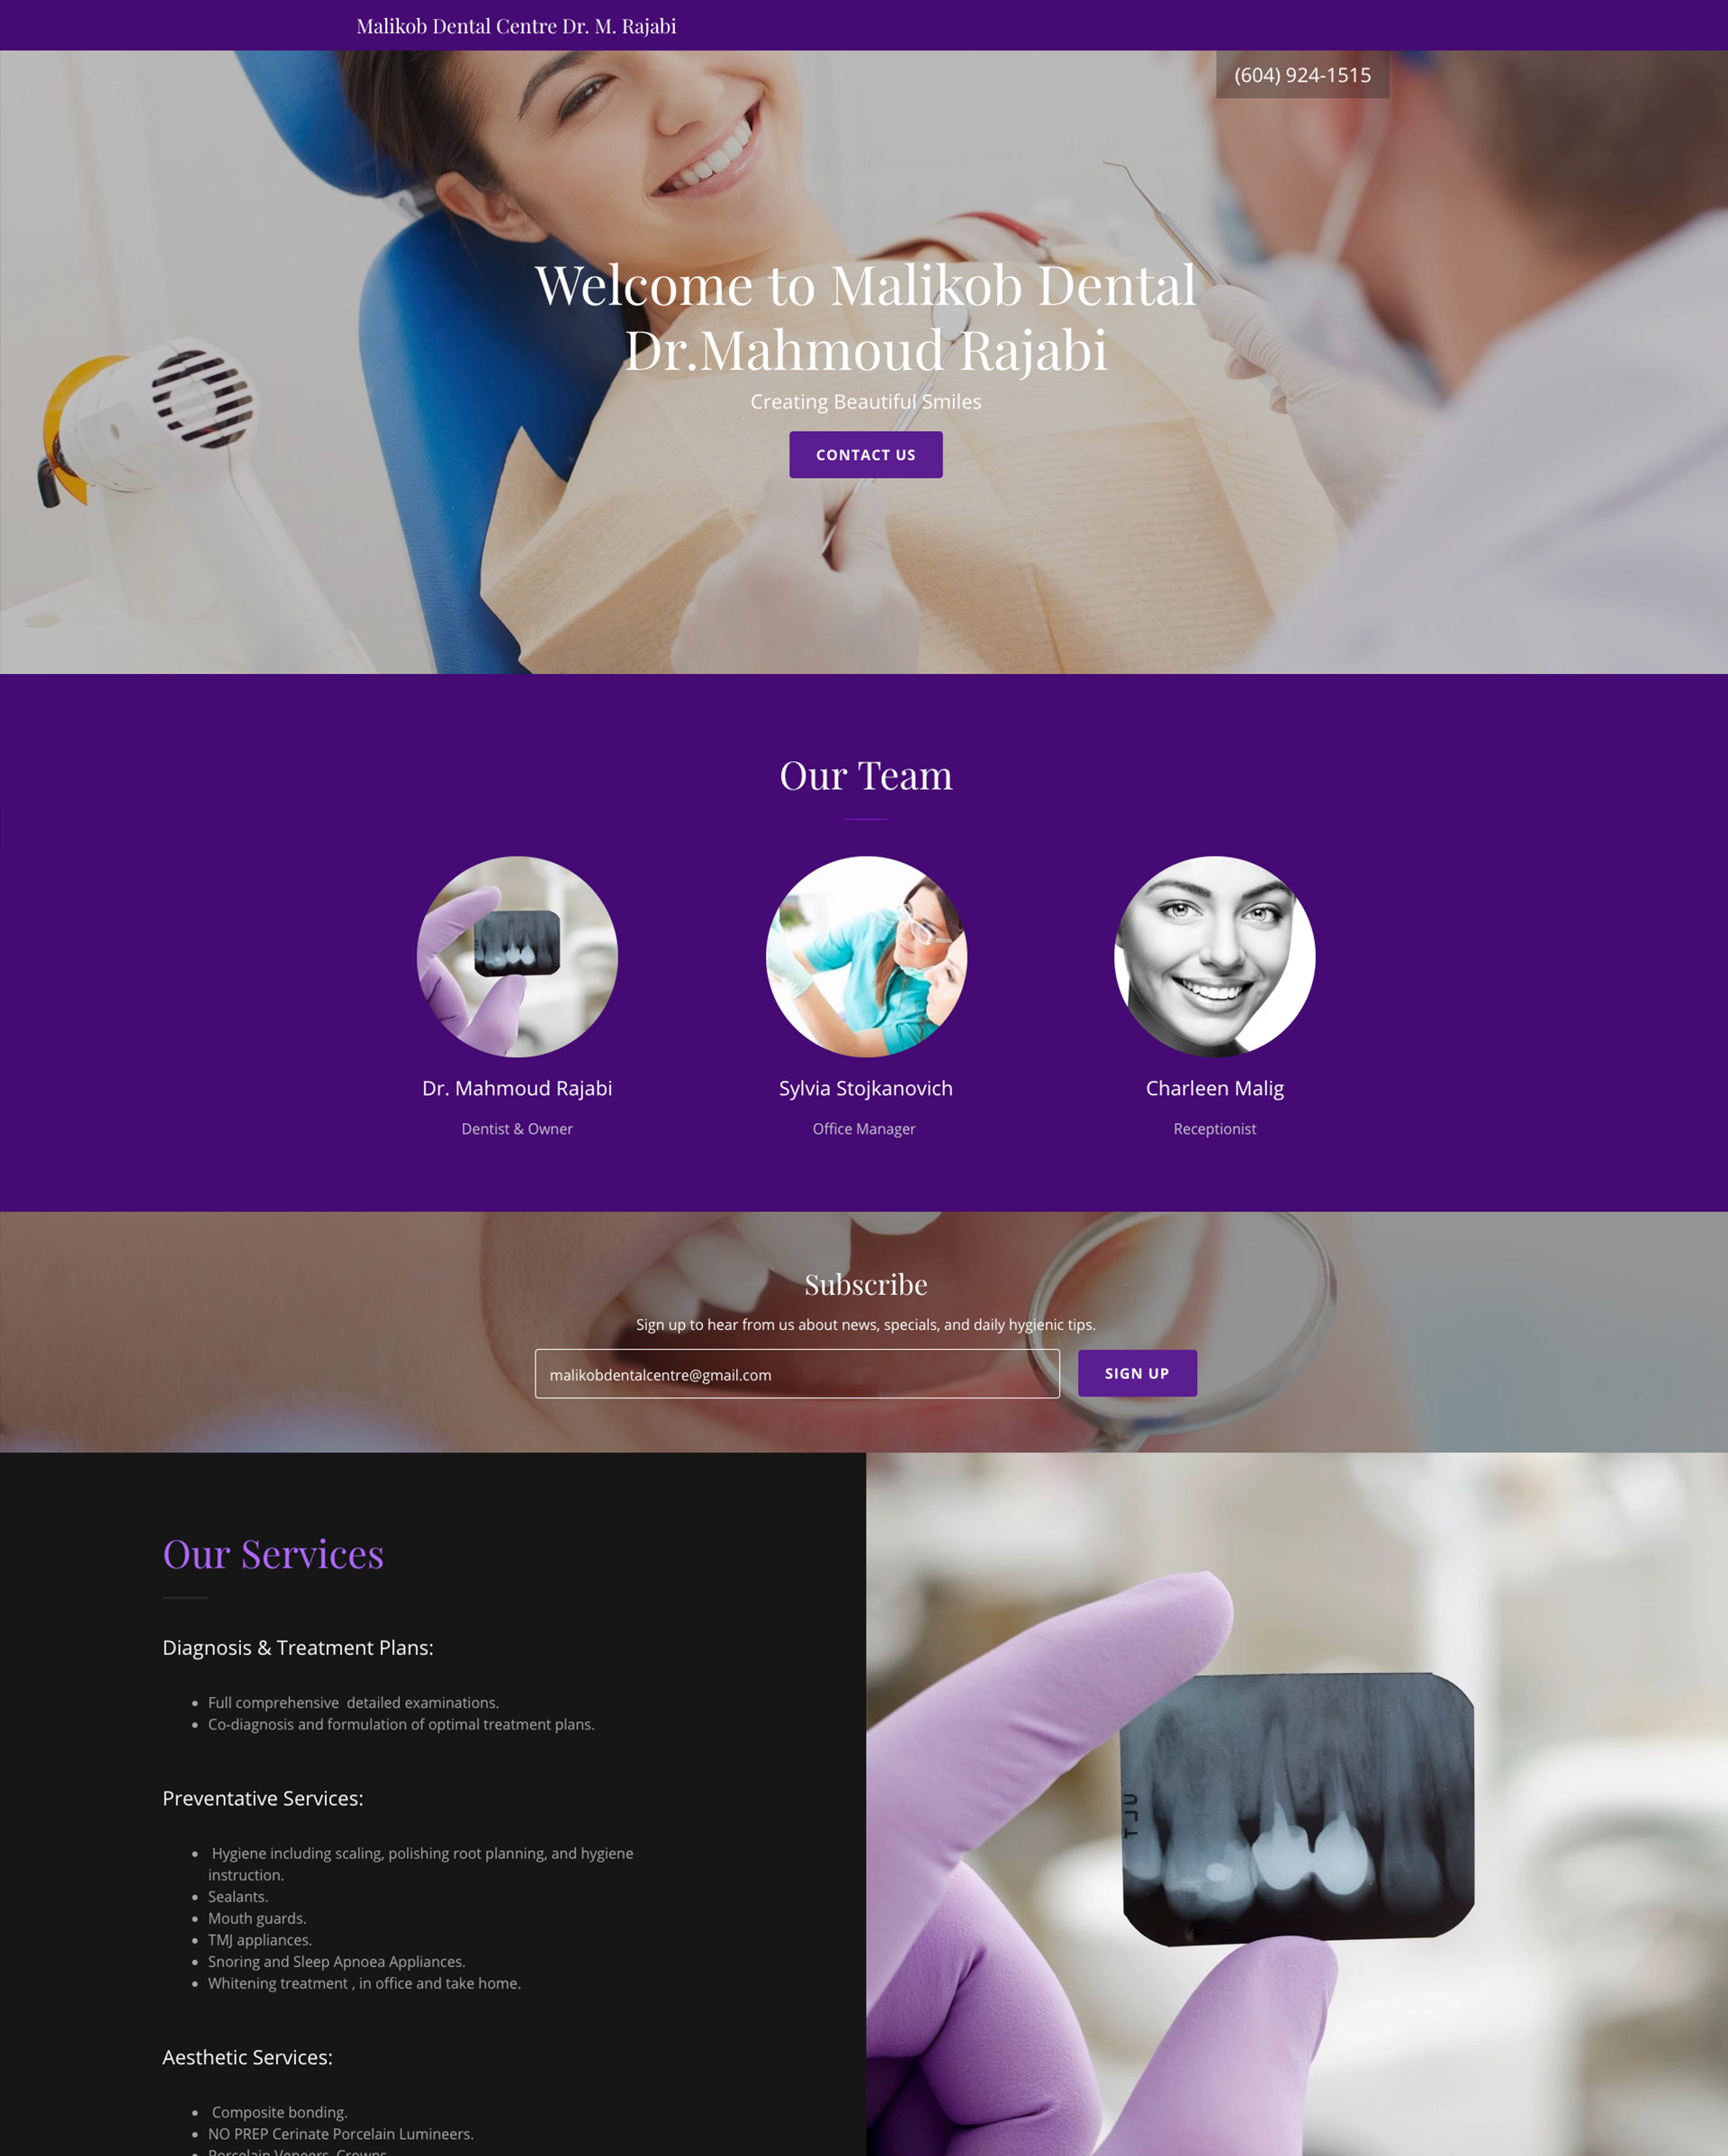 Malikob Dental Centre Dr. M. Rajabi
(604) 924-1515
Welcome to Malikob Dental
Dr.Mahmoud Rajabi
Creating Beautiful Smiles
CONTACT US
Our Team
Dr. Mahmoud Rajabi
Dentist & Owner
Sylvia Stojkanovich
Office Manager
Charleen Malig
Receptionist
Subscribe
Sign up to hear from us about news, specials, and daily hygienic tips.
malikobdentalcentre@gmail.com
SIGN UP
Our Services
Diagnosis & Treatment Plans:
• Full comprehensive  detailed examinations.
• Co-diagnosis and formulation of optimal treatment plans.
Preventative Services:
•  Hygiene including scaling, polishing root planning, and hygiene
instruction.
• Sealants.
• Mouth guards.
• TMJ appliances.
• Snoring and Sleep Apnoea Appliances.
• Whitening treatment , in office and take home.
Aesthetic Services:
•  Composite bonding.
• NO PREP Cerinate Porcelain Lumineers.
• Porcelain Veneers, Crowns